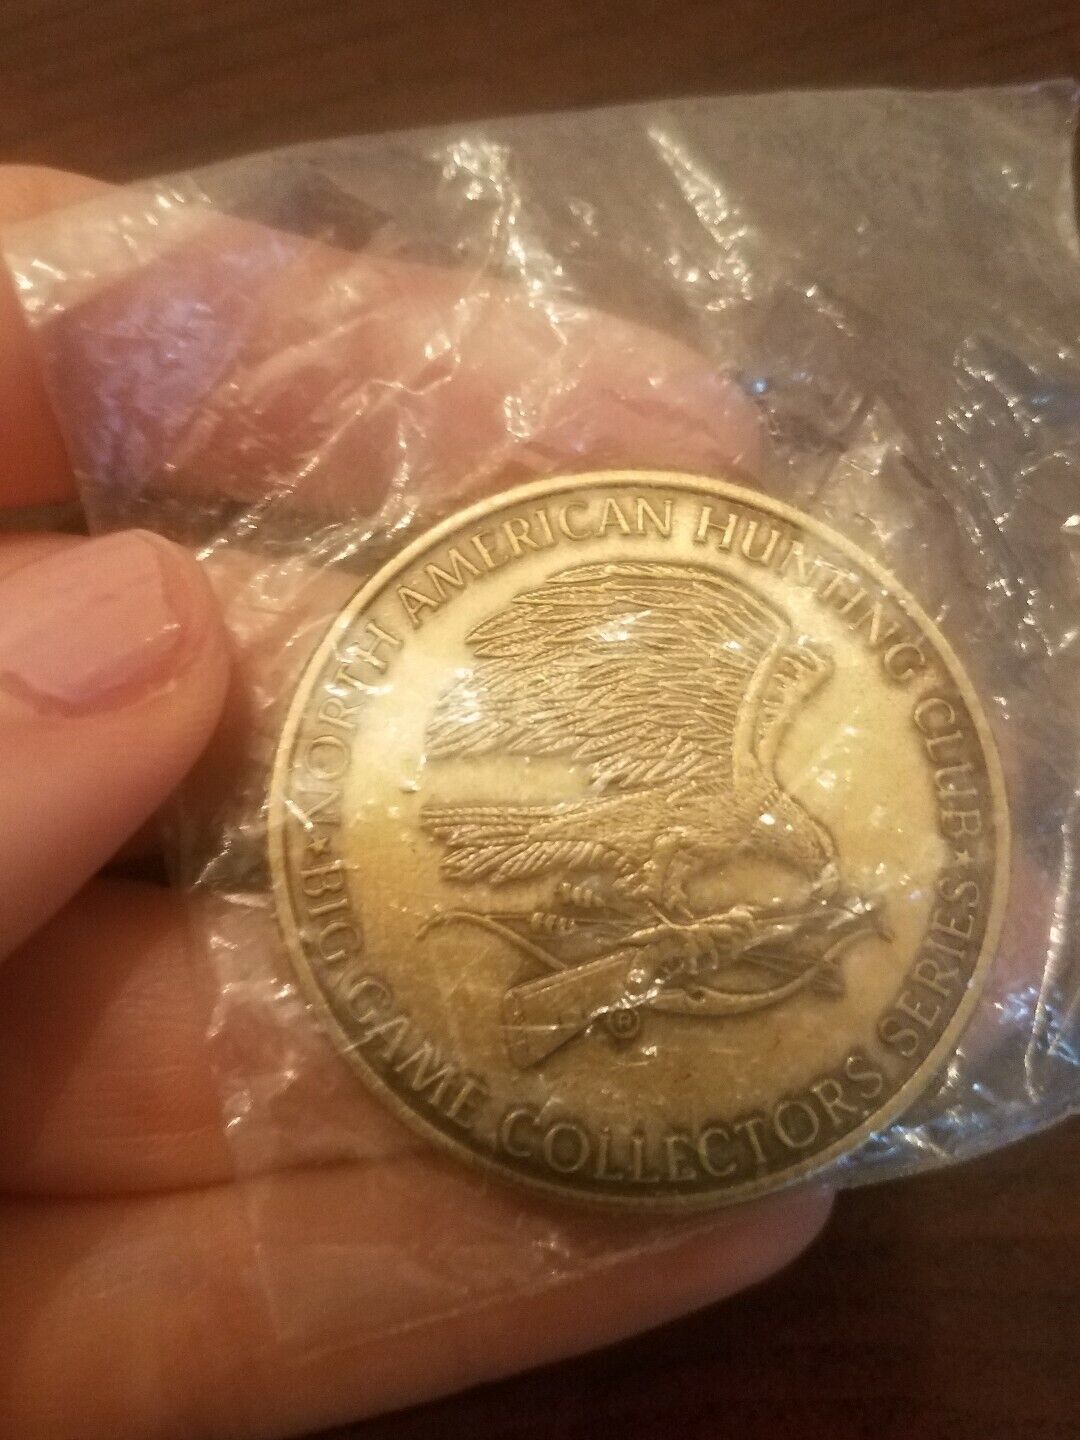 NORTH AMERICAN HUNTING CLUB
★ BIG GAME COLLECTORS SERIES ★
®